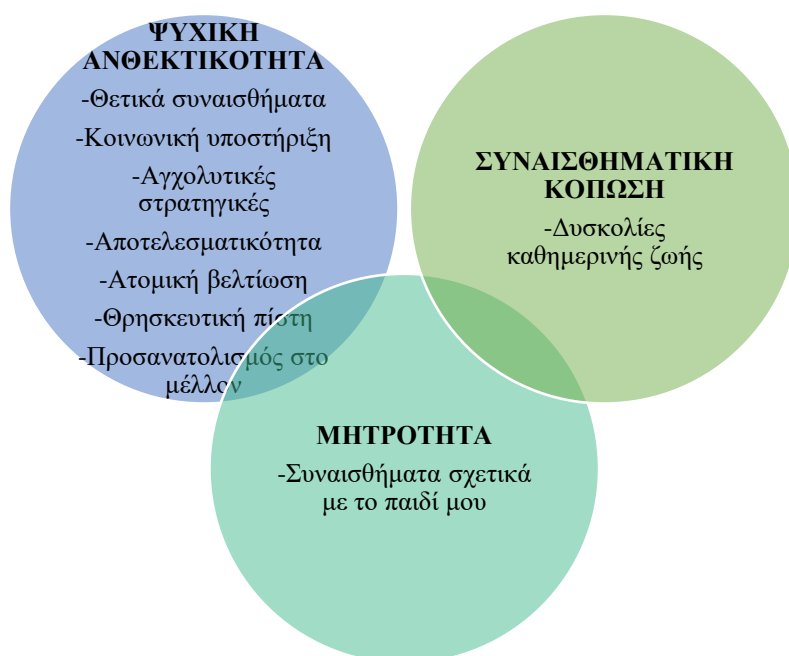 ΨΥΧΙΚΗ
ΑΝΘΕΚΤΙΚΟΤΗΤΑ
-Θετικά συναισθήματα
-Κοινωνική υποστήριξη
-Αγχολυτικές
στρατηγικές
-Αποτελεσματικότητα
-Ατομική βελτίωση
-Θρησκευτική πίστη
-Προσανατολισμός στο
μέλλον
ΣΥΝΑΙΣΘΗΜΑΤΙΚΗ
ΚΟΠΩΣΗ
-Δυσκολίες
καθημερινής ζωής
ΜΗΤΡΟΤΗΤΑ
-Συναισθήματα σχετικά
με το παιδί μου